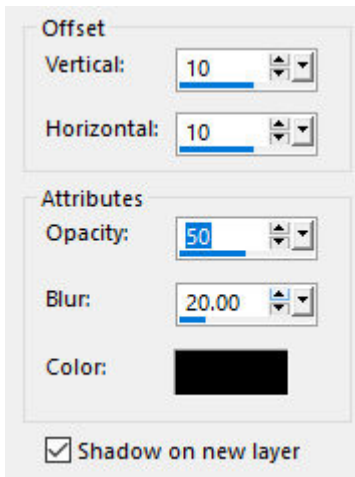 Offset
Vertical: 10
Horizontal: 10
Attributes
Opacity: 50
Blur: 20.00
Color:
Shadow on new layer